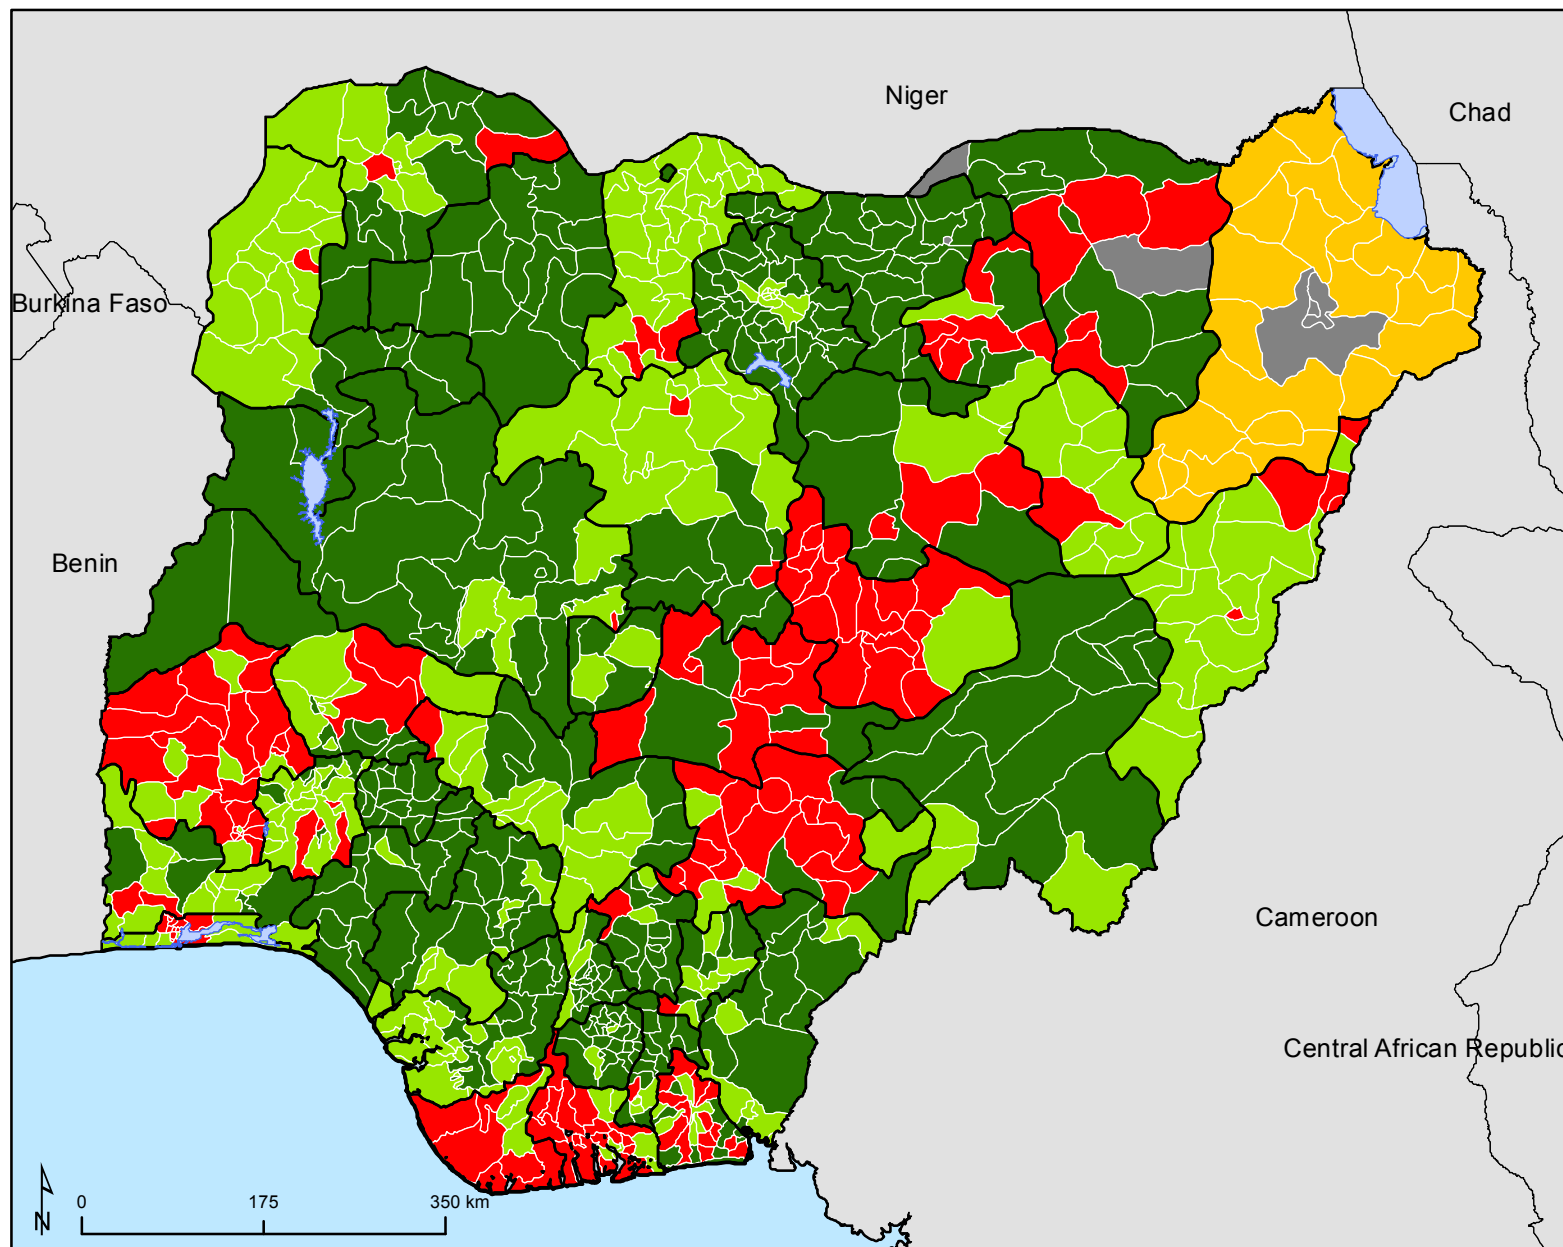 Niger
Chad
Burkina Faso
Benin
Cameroon
Central African Republic
0 175 350 km
N